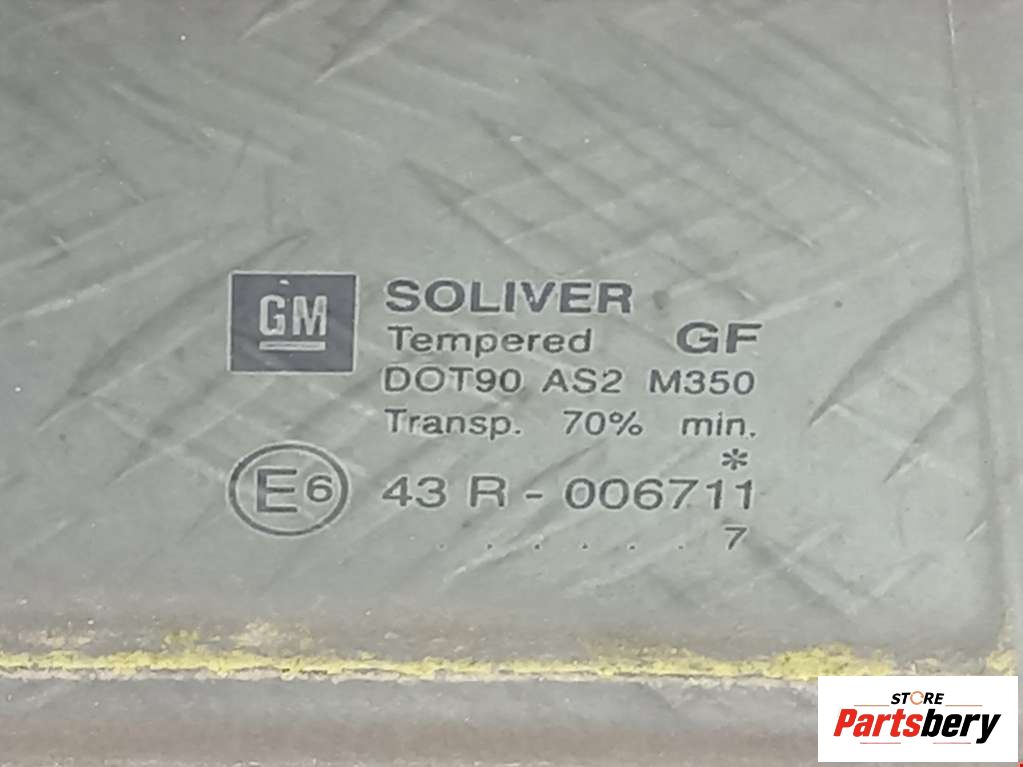 GM
SOLIVER
Tempered GF
DOT90 AS2 M350
Transp. 70% min.
*
E6 43 R - 006711
. . . . . . . 7
STORE
Partsbery